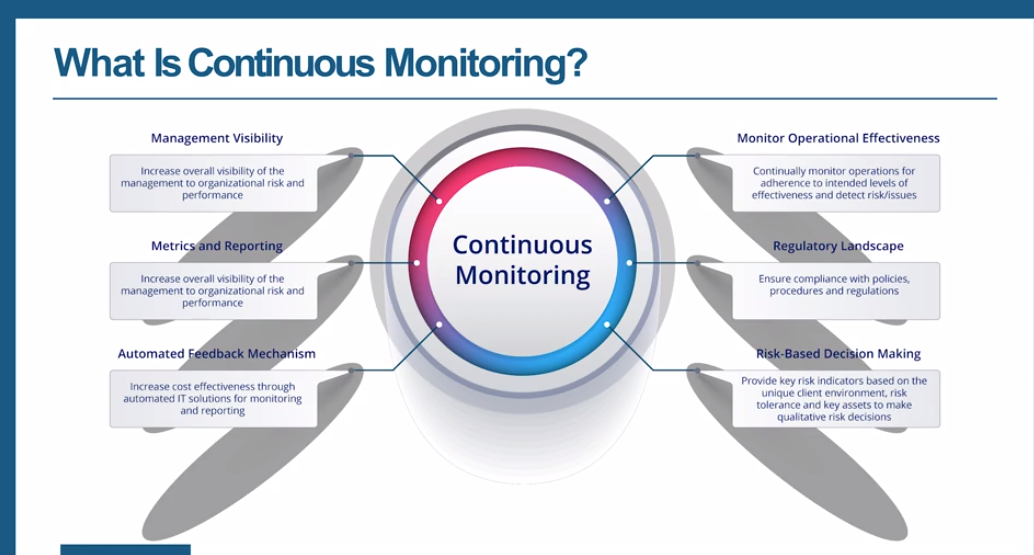 What Is Continuous Monitoring?
Management Visibility
Increase overall visibility of the
management to organizational risk and
performance
Metrics and Reporting
Increase overall visibility of the
management to organizational risk and
performance
Automated Feedback Mechanism
Increase cost effectiveness through
automated IT solutions for monitoring
and reporting
Continuous
Monitoring
Monitor Operational Effectiveness
Continually monitor operations for
adherence to intended levels of
effectiveness and detect risk/issues
Regulatory Landscape
Ensure compliance with policies,
procedures and regulations
Risk-Based Decision Making
Provide key risk indicators based on the
unique client environment, risk
tolerance and key assets to make
qualitative risk decisions